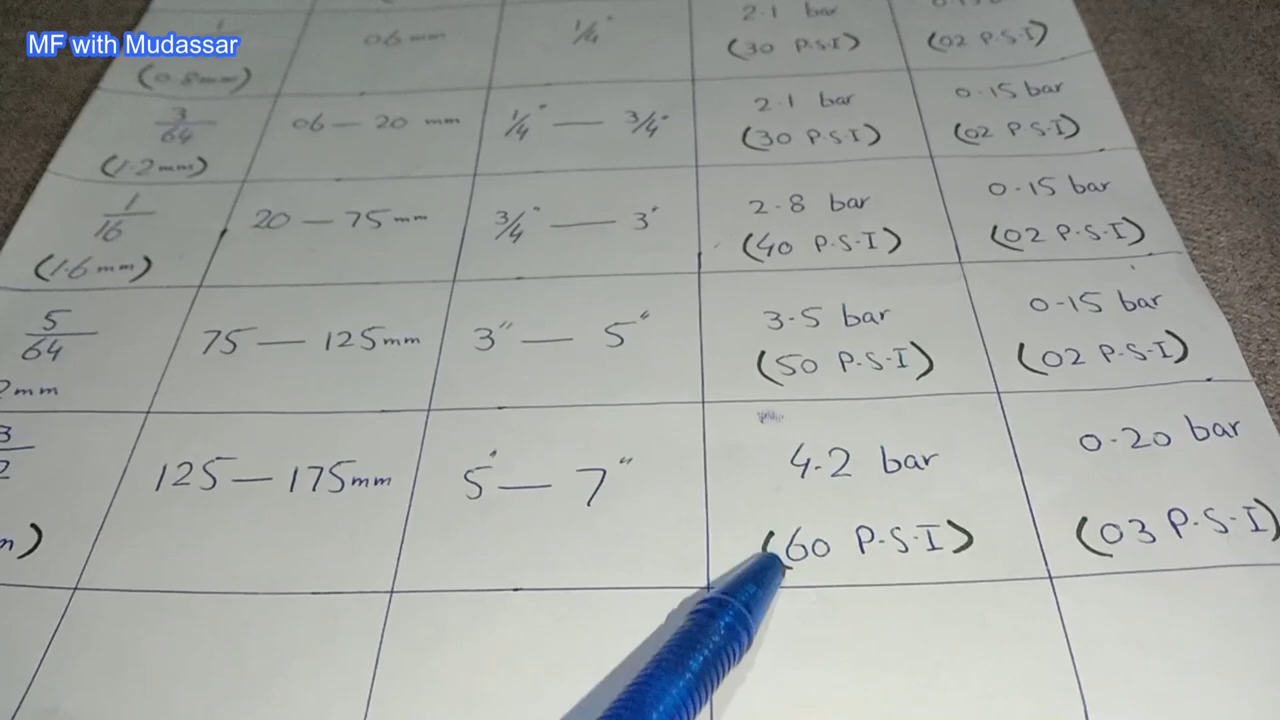 MF with Mudassar
06 mm
1/4"
2.1 bar
(30 P.S.I)
(02 P.S.I)
(0.8mm)
3/64
(1.2mm)
06 — 20 mm
1/4" — 3/4"
2.1 bar
(30 P.S.I)
0.15 bar
(02 P.S.I)
1/16
(1.6mm)
20 — 75mm
3/4" — 3"
2.8 bar
(40 P.S.I)
0.15 bar
(02 P.S.I)
5/64
2mm
75 — 125mm
3" — 5"
3.5 bar
(50 P.S.I)
0.15 bar
(02 P.S.I)
125 — 175mm
5" — 7"
4.2 bar
(60 P.S.I)
0.20 bar
(03 P.S.I)